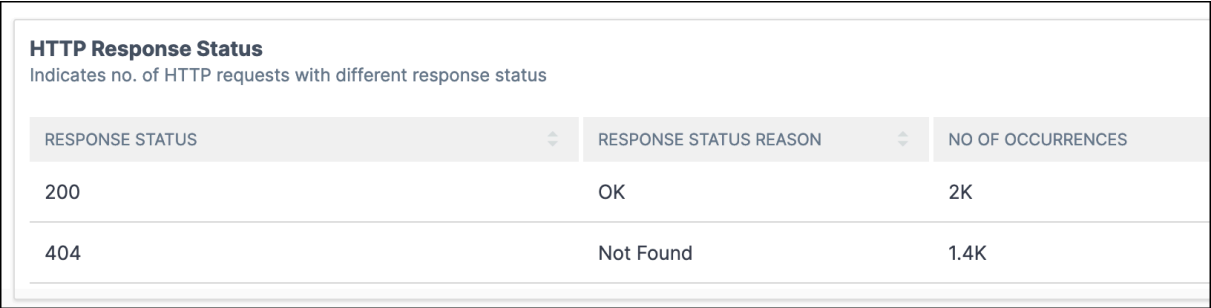 HTTP Response Status
Indicates no. of HTTP requests with different response status
RESPONSE STATUS RESPONSE STATUS REASON NO OF OCCURRENCES
200 OK 2K
404 Not Found 1.4K